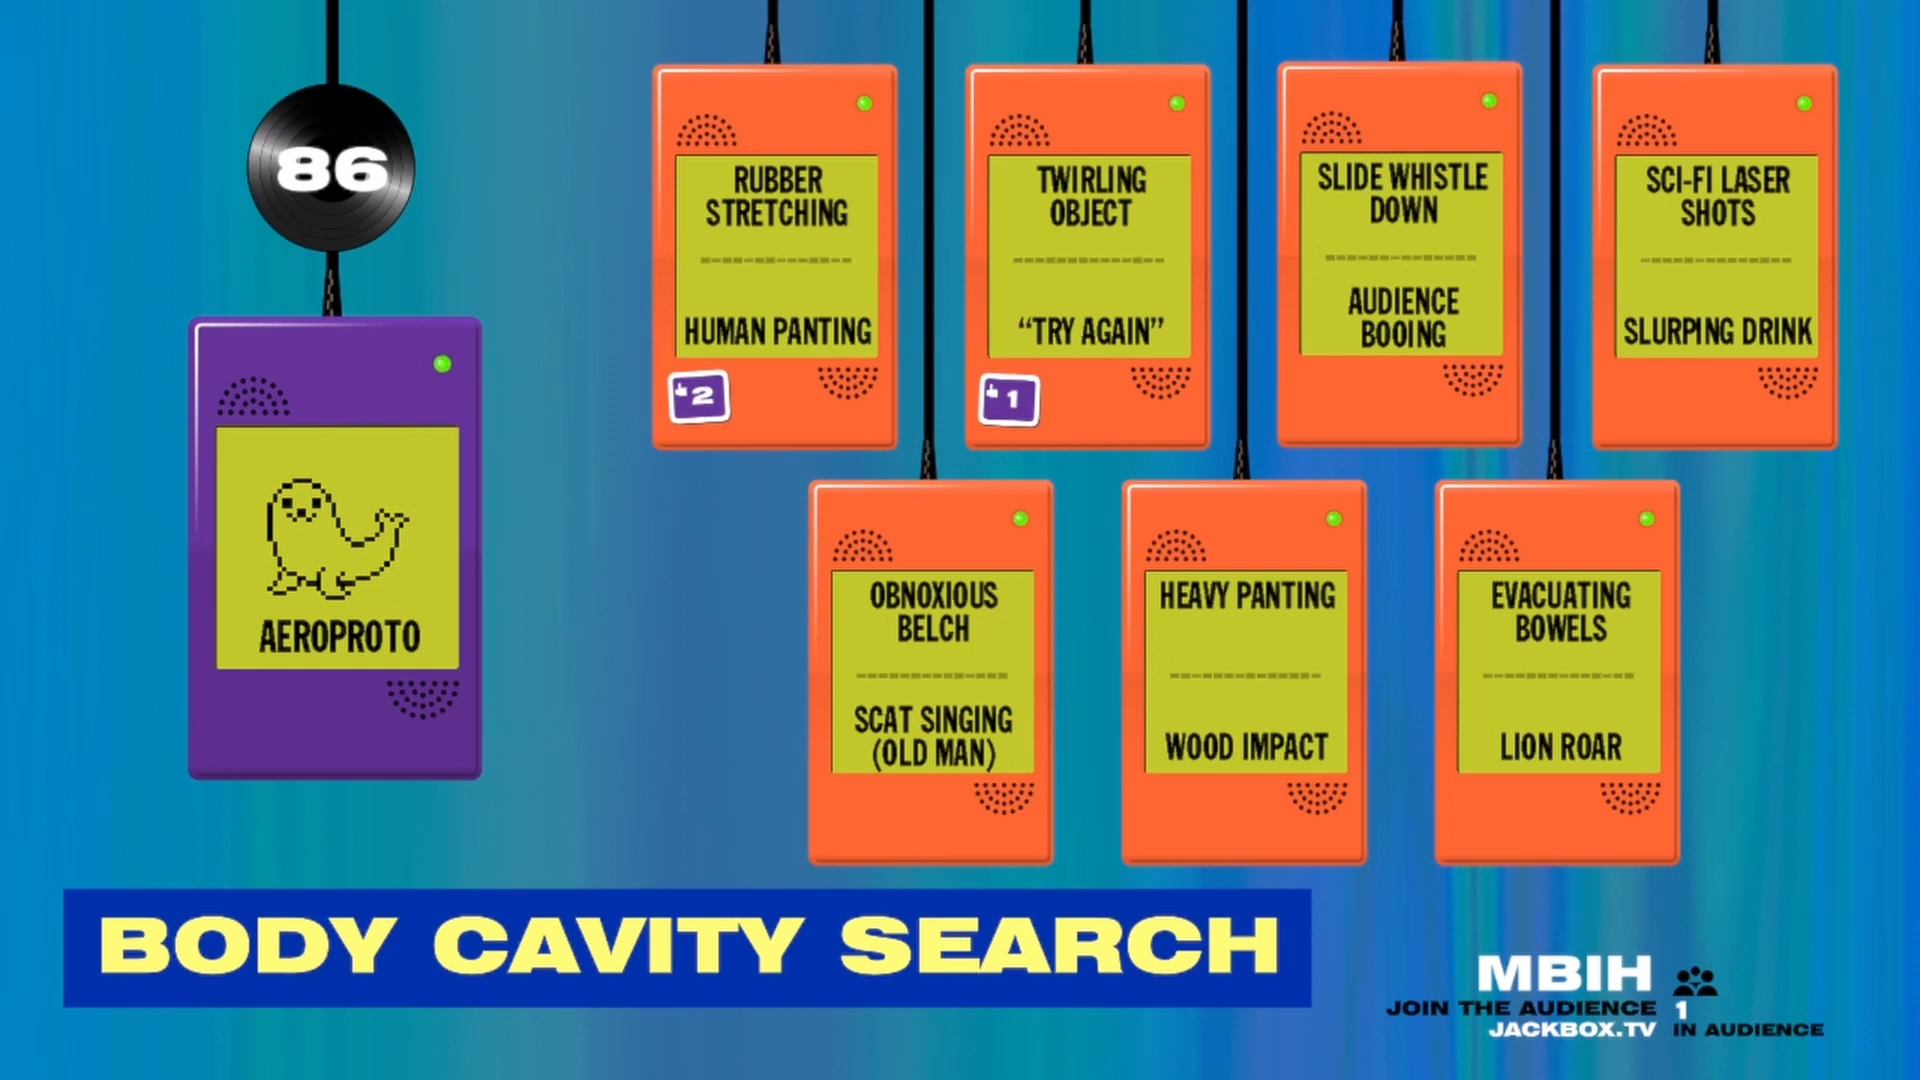 86
AEROPROTO
RUBBER
STRETCHING
HUMAN PANTING
2
TWIRLING
OBJECT
“TRY AGAIN”
1
SLIDE WHISTLE
DOWN
AUDIENCE
BOOING
SCI-FI LASER
SHOTS
SLURPING DRINK
OBNOXIOUS
BELCH
SCAT SINGING
(OLD MAN)
HEAVY PANTING
WOOD IMPACT
EVACUATING
BOWELS
LION ROAR
BODY CAVITY SEARCH
MBIH
JOIN THE AUDIENCE
JACKBOX.TV
1
IN AUDIENCE